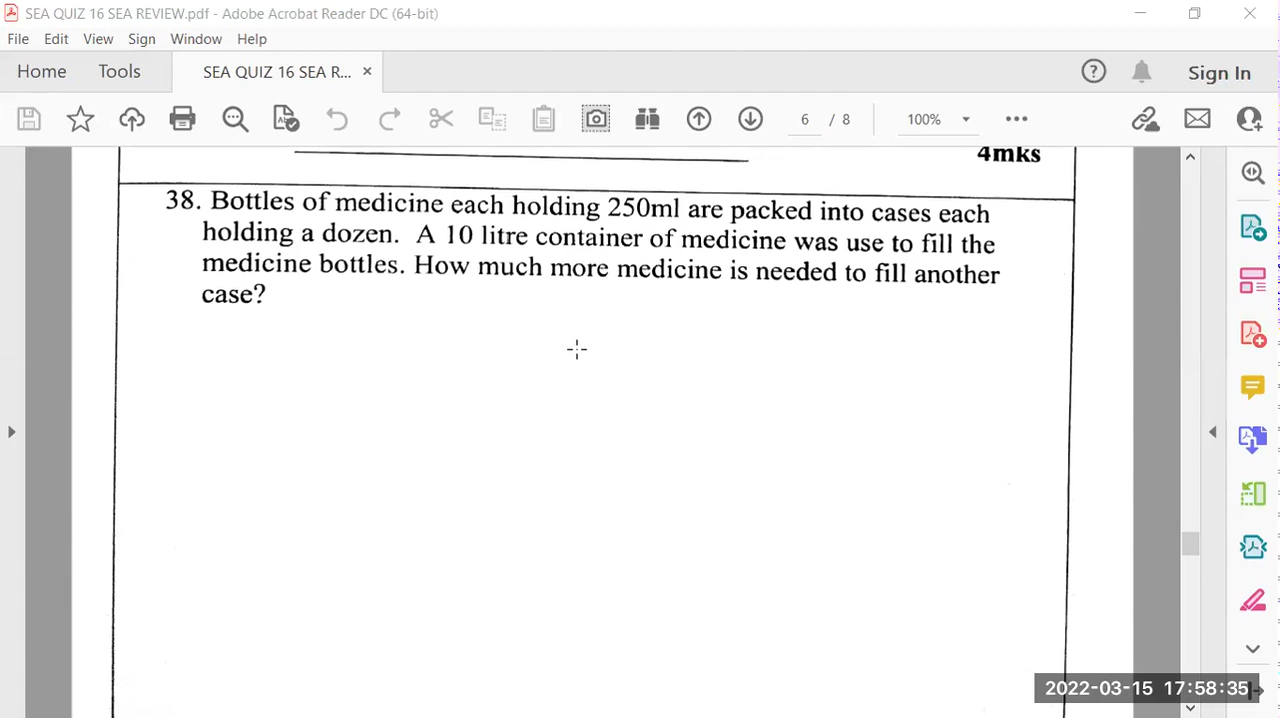 SEA QUIZ 16 SEA REVIEW.pdf - Adobe Acrobat Reader DC (64-bit)
File Edit View Sign Window Help
Home Tools SEA QUIZ 16 SEA R... × Sign In
6 / 8 100%
4mks
38. Bottles of medicine each holding 250ml are packed into cases each
holding a dozen. A 10 litre container of medicine was use to fill the
medicine bottles. How much more medicine is needed to fill another
case?
2022-03-15 17:58:35